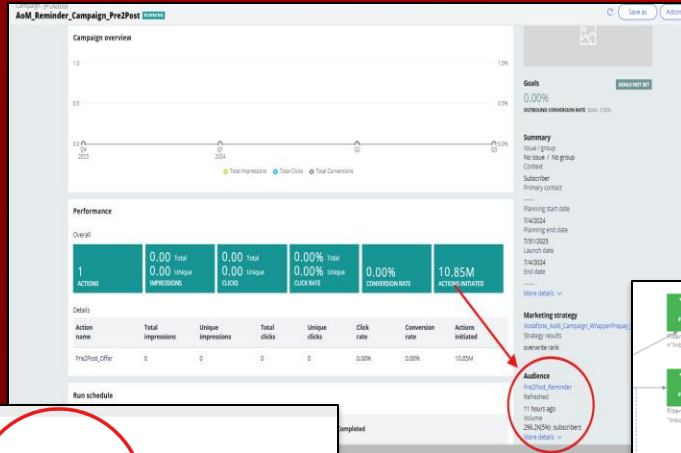 AoM_Reminder_Campaign_Pre2Post RUNNING
Save as
Action
Campaign overview
1.0
1.0%
0.5
0.5%
0.0
0.0%
Q4
2023
Q1
2024
Q2
Q3
Total Impressions Total Clicks Total Conversions
Performance
Overall
1
ACTIONS
0.00 Total
0.00 Unique
IMPRESSIONS
0.00 Total
0.00 Unique
CLICKS
0.00% Total
0.00% Unique
CLICK RATE
0.00%
CONVERSION RATE
10.85M
ACTIONS INITIATED
Details
Action name
Total impressions
Unique impressions
Total clicks
Unique clicks
Click rate
Conversion rate
Actions initiated
Pre2Post_Offer 0 0 0 0 0.00% 0.00% 10.85M
Run schedule
Completed
Goals
GOALS NOT SET
0.00%
OUTBOUND CONVERSION RATE GOAL: 0.00%
Summary
Issue / group
No issue / No group
Context
Subscriber
Primary contact
Planning start date
7/4/2024
Planning end date
7/31/2025
Launch date
7/4/2024
End date
More details
Marketing strategy
Vodafone_AoM_Campaign_WrapperPrepay_
Strategy results
overwrite rank
Audience
Pre2Post_Reminder
Refreshed
11 hours ago
Volume
296.2K(5%) subscribers
More details